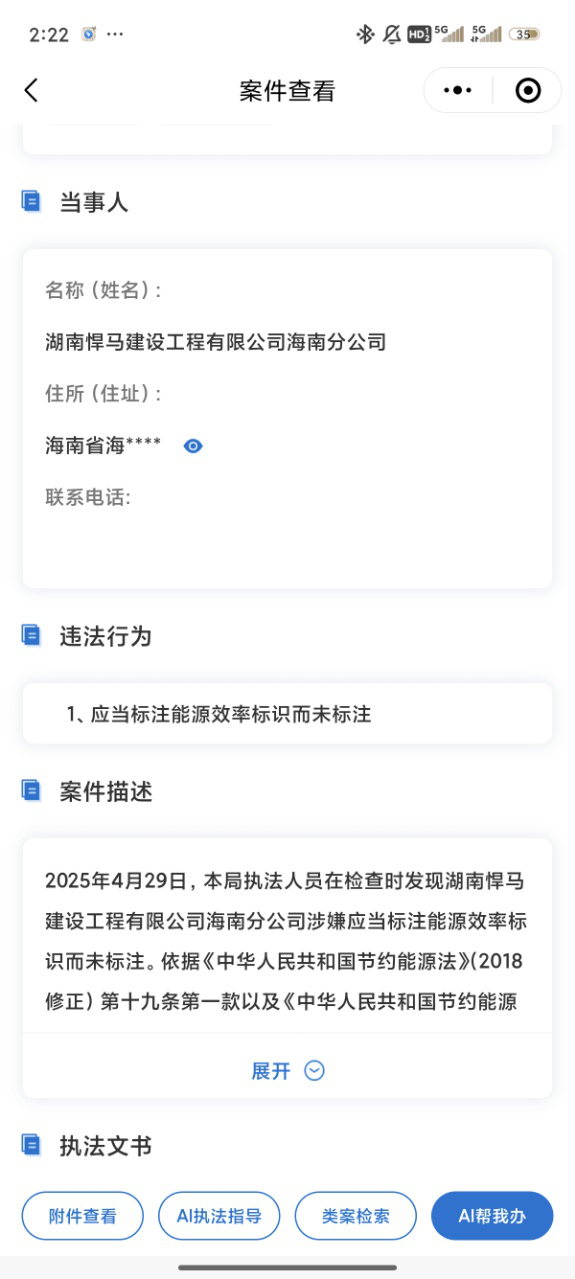 2:22 ···
HD 1 2 5G 5G 35
案件查看
当事人
名称（姓名）:
湖南悍马建设工程有限公司海南分公司
住所（住址）:
海南省海****
联系电话:
违法行为
1、应当标注能源效率标识而未标注
案件描述
2025年4月29日，本局执法人员在检查时发现湖南悍马
建设工程有限公司海南分公司涉嫌应当标注能源效率标
识而未标注。依据《中华人民共和国节约能源法》（2018
修正）第十九条第一款以及《中华人民共和国节约能源
展开
执法文书
附件查看
AI执法指导
类案检索
AI帮我办